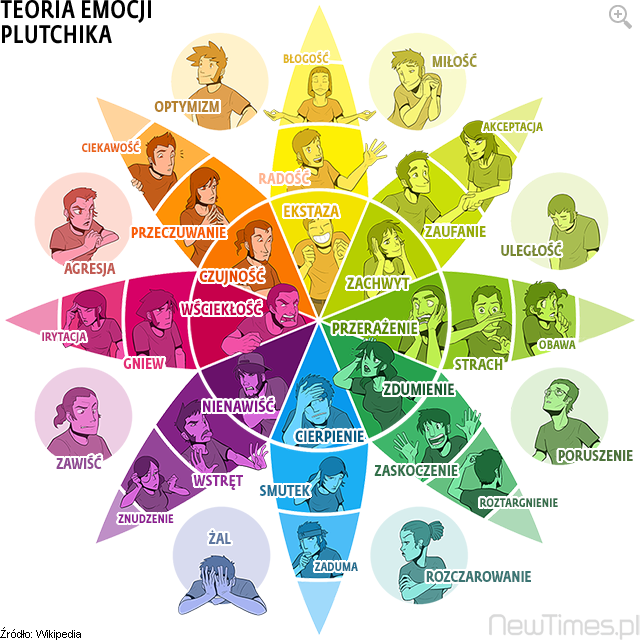 TEORIA EMOCJI
PLUTCHIKA
BŁOGOŚĆ
MIŁOŚĆ
OPTYMIZM
AKCEPTACJA
CIEKAWOŚĆ
RADOŚĆ
PRZECZUWANIE
EKSTAZA
ZAUFANIE
ULEGŁOŚĆ
AGRESJA
CZUJNOŚĆ
ZACHWYT
WŚCIEKŁOŚĆ
PRZERAŻENIE
IRYTACJA
GNIEW
STRACH
OBAWA
NIENAWIŚĆ
ZDUMIENIE
CIERPIENIE
ZAWIŚĆ
PORUSZENIE
WSTRĘT
ZASKOCZENIE
SMUTEK
ROZTARGNIENIE
ZNUDZENIE
ŻAL
ZADUMA
ROZCZAROWANIE
NewTimes.pl
Źródło: Wikipedia